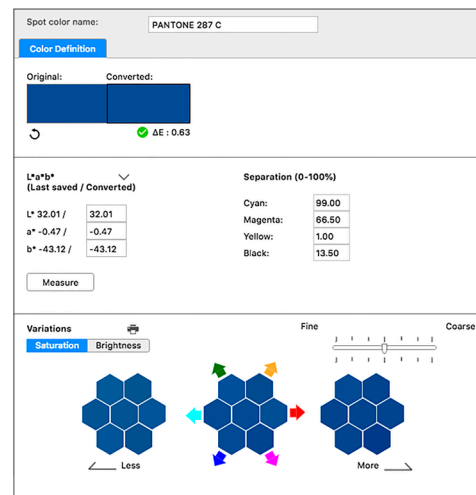 Spot color name: PANTONE 287 C
Color Definition
Original: Converted:
ΔE : 0.63
L*a*b*
(Last saved / Converted)
L* 32.01 / 32.01
a* -0.47 / -0.47
b* -43.12 / -43.12
Measure
Separation (0-100%)
Cyan: 99.00
Magenta: 66.50
Yellow: 1.00
Black: 13.50
Variations
Fine Coarse
Saturation Brightness
Less More